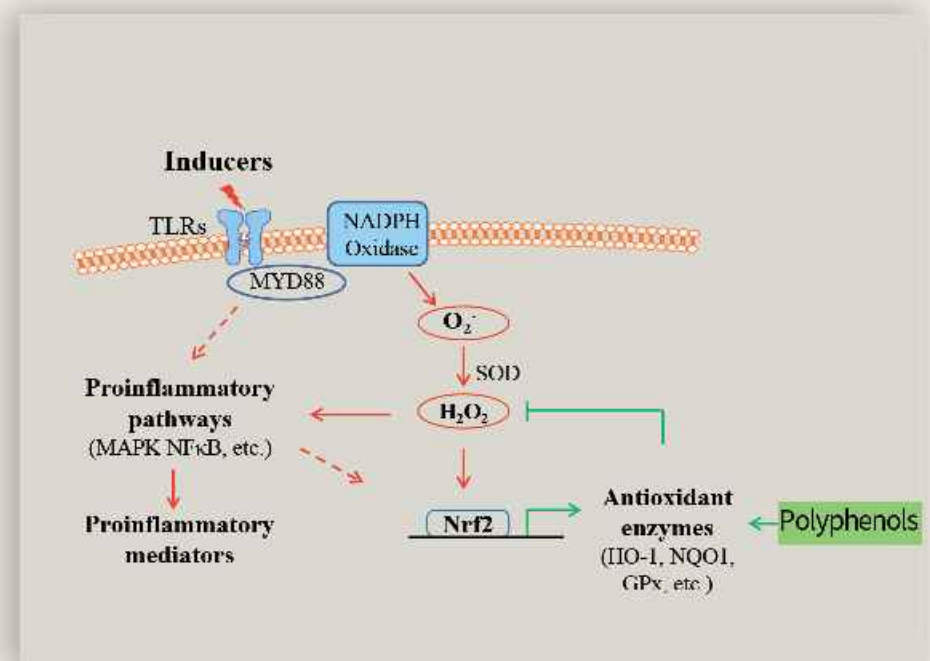 Inducers
TLRs
NADPH
Oxidase
MYD88
O₂⁻
SOD
Proinflammatory
pathways
(MAPK NFκB, etc.)
H₂O₂
Proinflammatory
mediators
Nrf2
Antioxidant
enzymes
(HO-1, NQO1,
GPx, etc.)
Polyphenols